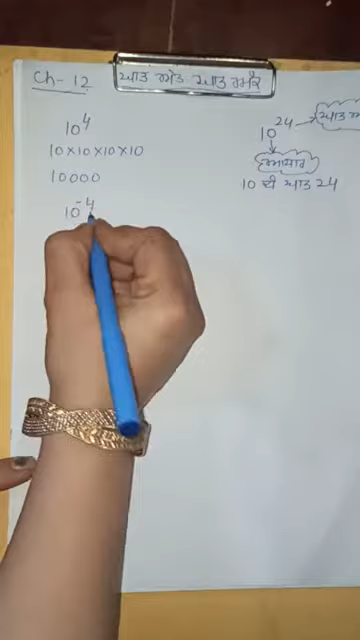 Ch- 12 ਘਾਤ ਅਤੇ ਘਾਤ ਅੰਕ
10⁴
10×10×10×10
10000
10⁻⁴
10²⁴ → ਘਾਤ
↓
ਆਧਾਰ
10 ਦੀ ਘਾਤ 24